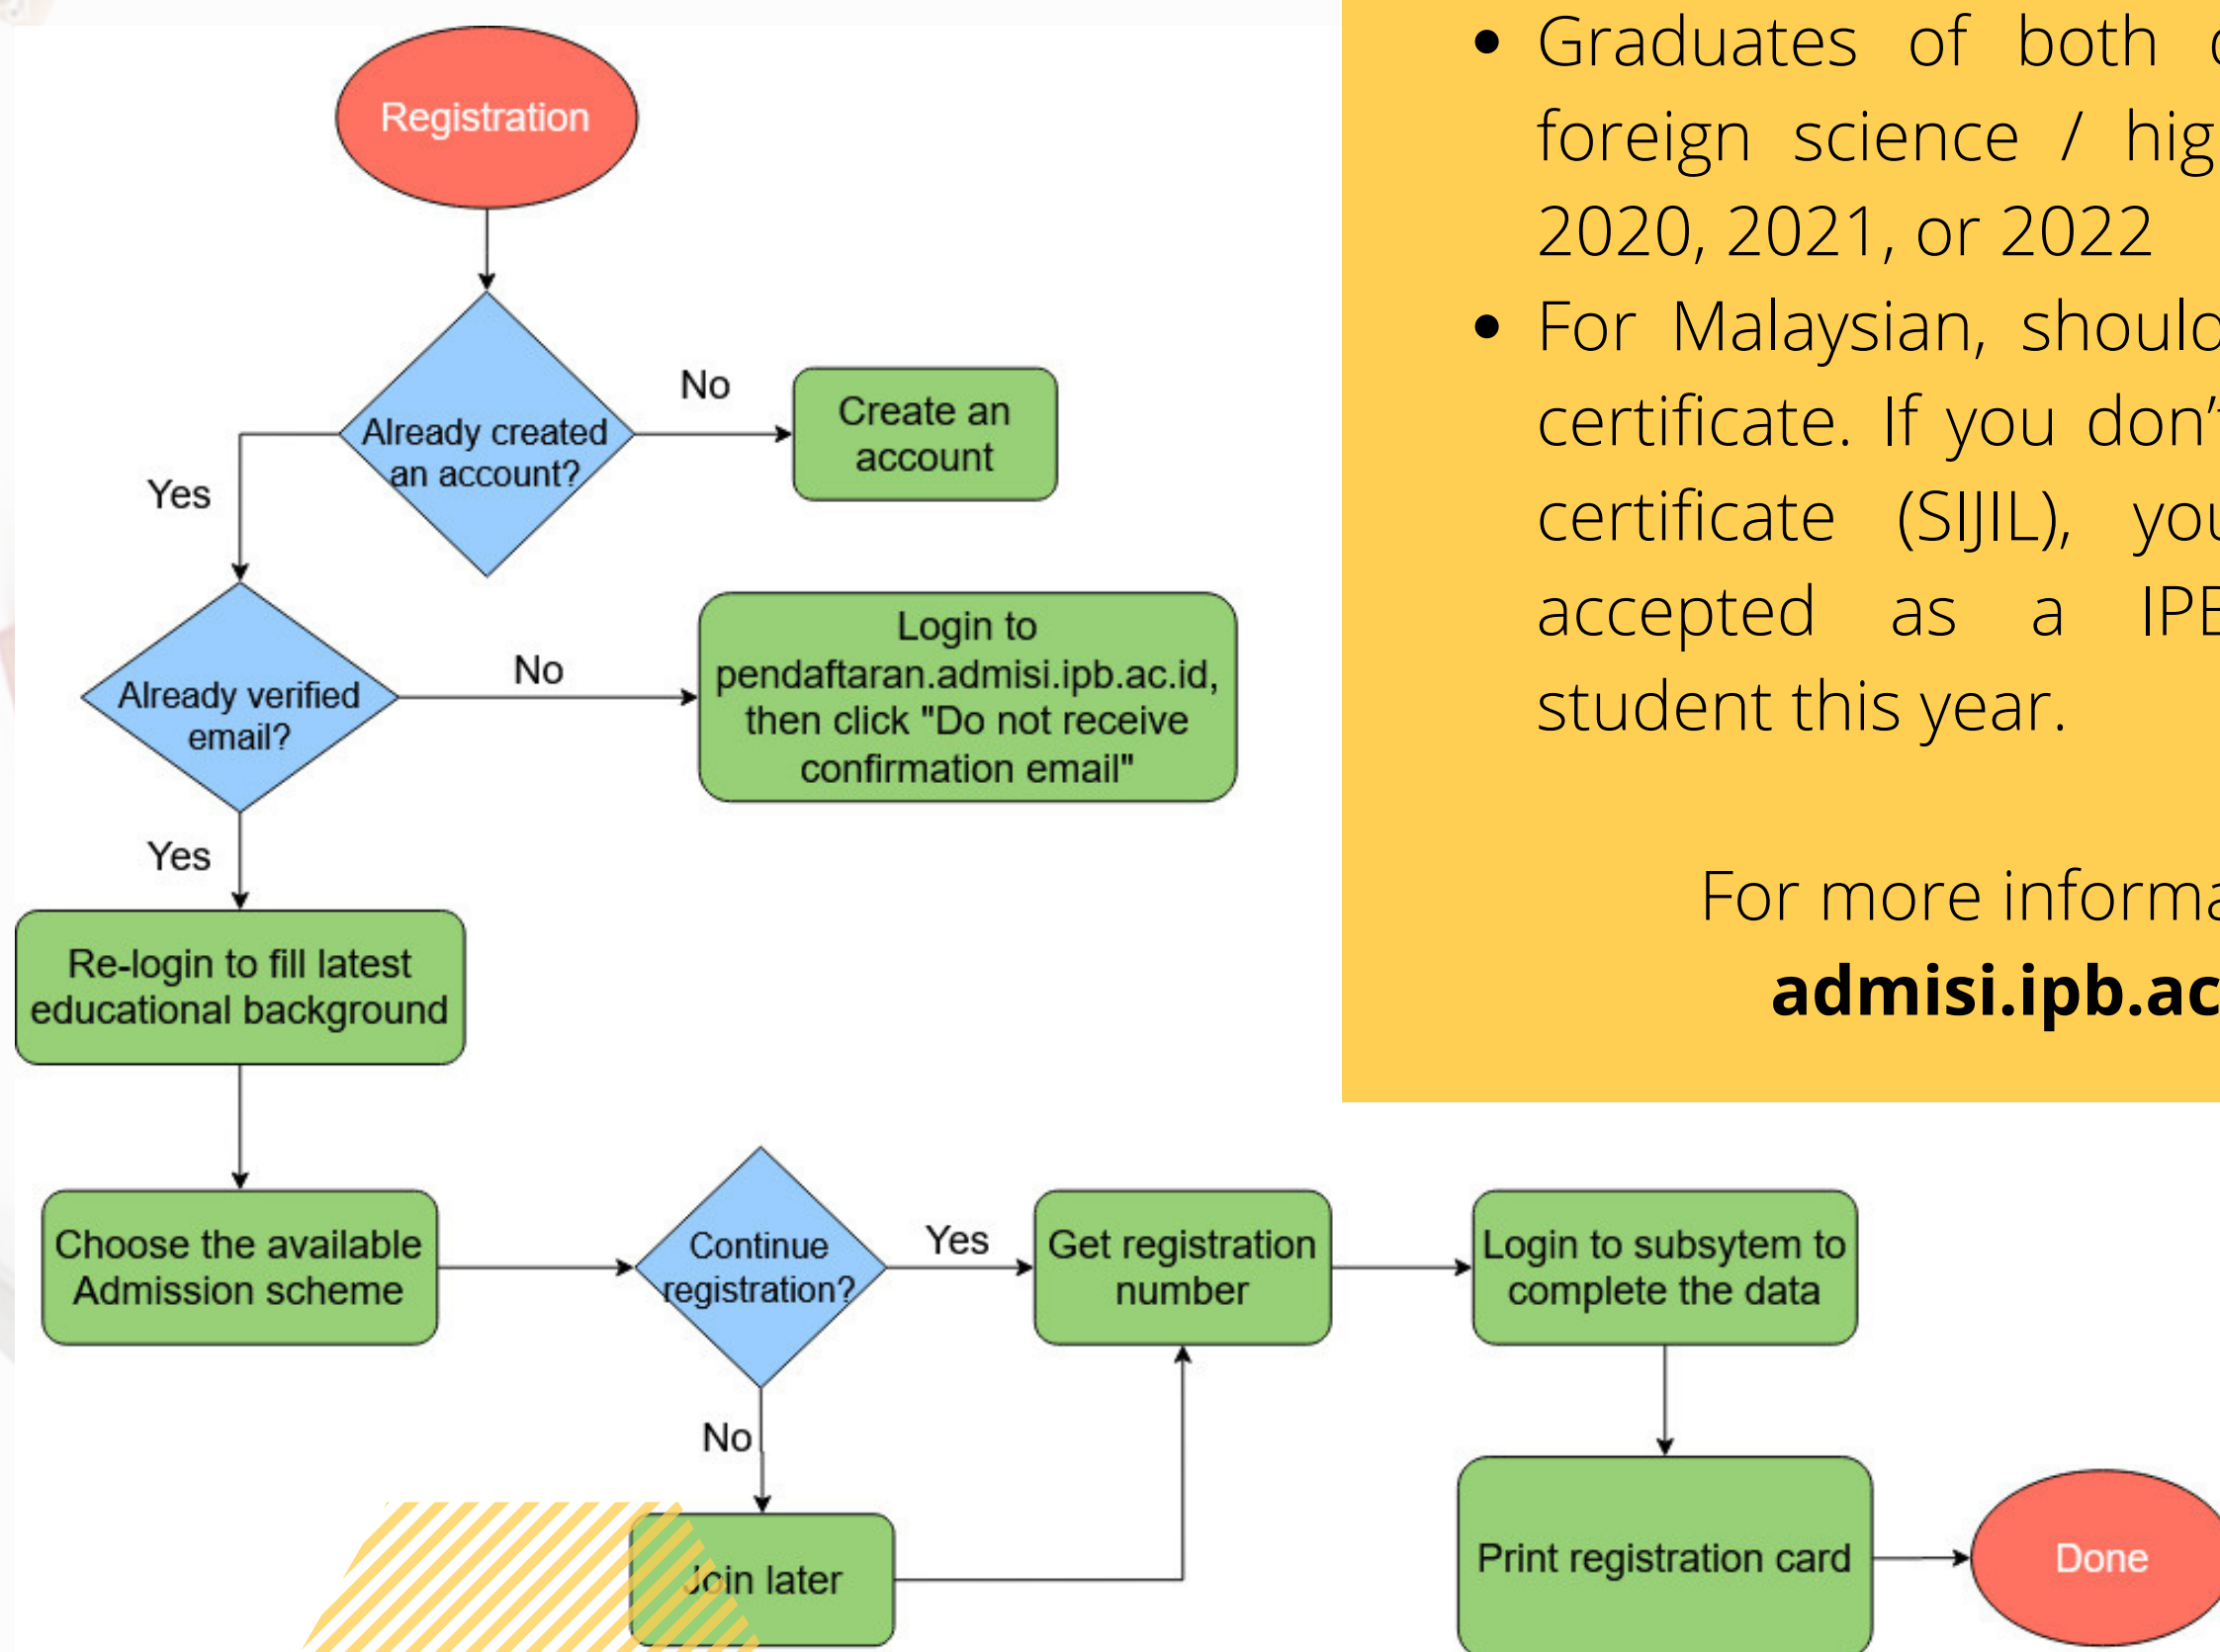 Registration
Already created
an account?
No
Create an
account
Yes
Already verified
email?
No
Login to
pendaftaran.admisi.ipb.ac.id,
then click "Do not receive
confirmation email"
Yes
Re-login to fill latest
educational background
Choose the available
Admission scheme
Continue
registration?
Yes
Get registration
number
Login to subsytem to
complete the data
No
Join later
Print registration card
Done
Graduates of both
foreign science / hig
2020, 2021, or 2022
For Malaysian, should
certificate. If you don't
certificate (SIJIL), you
accepted as a IPB
student this year.
For more informa
admisi.ipb.ac